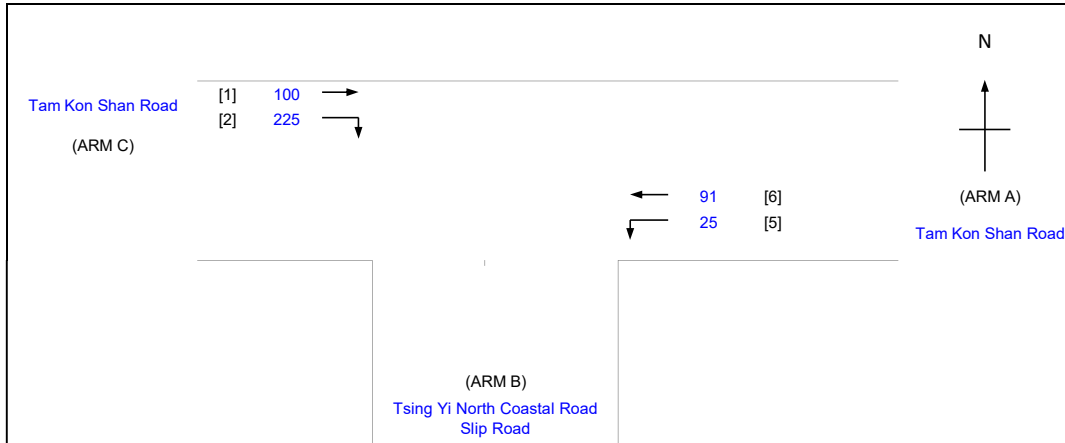 N
Tam Kon Shan Road
(ARM C)
[1] 100
[2] 225
91 [6]
25 [5]
(ARM A)
Tam Kon Shan Road
(ARM B)
Tsing Yi North Coastal Road
Slip Road